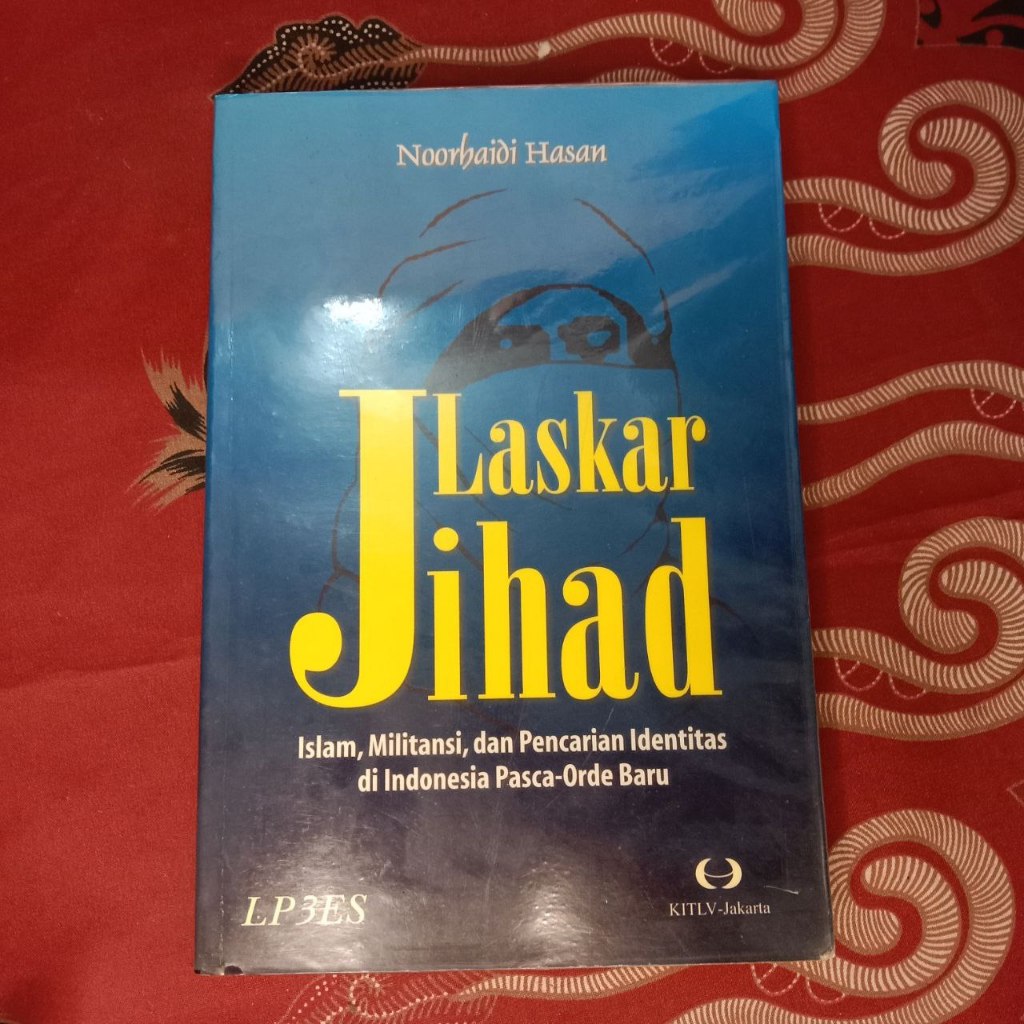 Noorhaidi Hasan
Laskar
Jihad
Islam, Militansi, dan Pencarian Identitas
di Indonesia Pasca-Orde Baru
LP3ES
KITLV-Jakarta